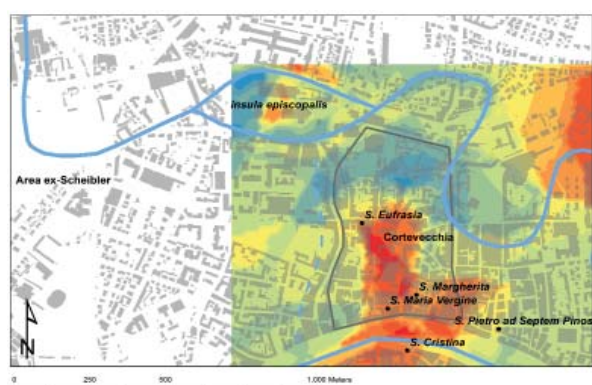 insula episcopalis
Area ex-Scheibler
S. Eufrasia
Cortevecchia
S. Margherita
S. Maria Vergine
S. Pietro ad Septem Pinos
S. Cristina
N
0 250 500 1.000 Meters